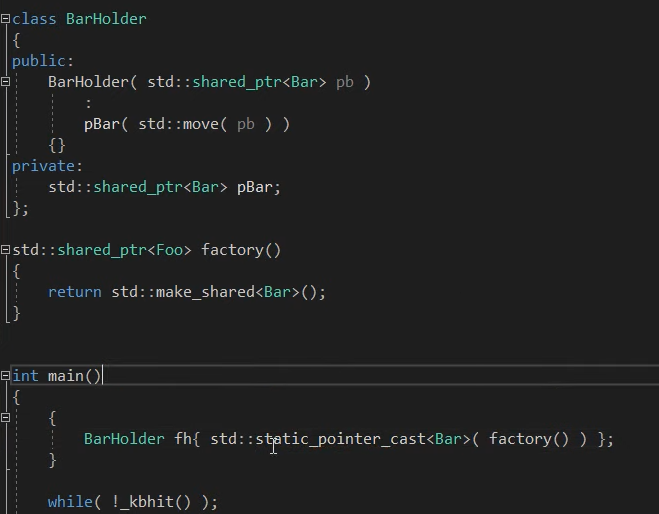 class BarHolder
{
public:
    BarHolder( std::shared_ptr<Bar> pb )
        :
        pBar( std::move( pb ) )
    {}
private:
    std::shared_ptr<Bar> pBar;
};
std::shared_ptr<Foo> factory()
{
    return std::make_shared<Bar>();
}
int main()
{
    {
        BarHolder fh{ std::static_pointer_cast<Bar>( factory() ) };
    }
    while( !_kbhit() );